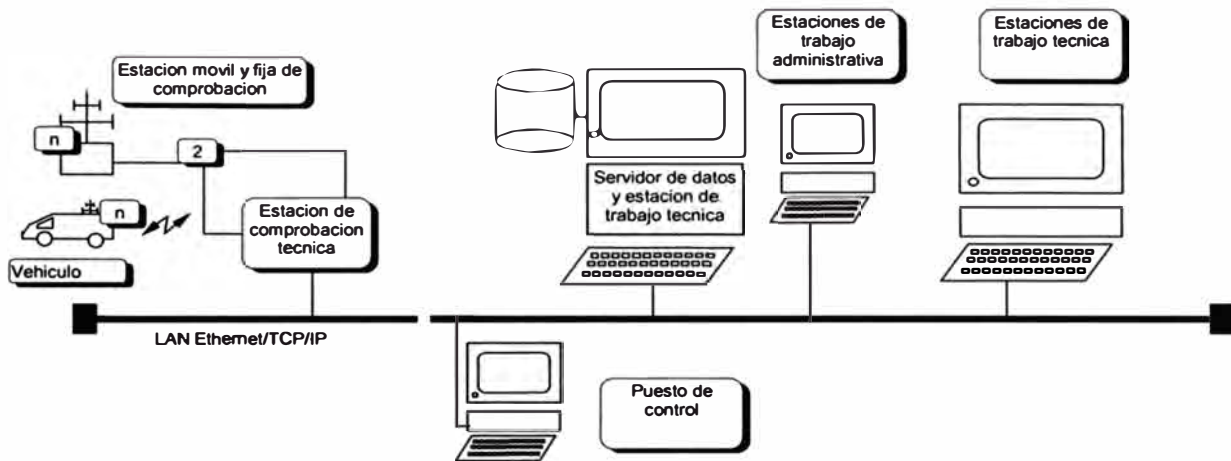 Estacion movil y fija de
comprobacion
n
2
n
Vehiculo
Estacion de
comprobacion
tecnica
LAN Ethernet/TCP/IP
Servidor de datos
y estacion de
trabajo tecnica
Estaciones de
trabajo
administrativa
Estaciones de
trabajo tecnica
Puesto de
control